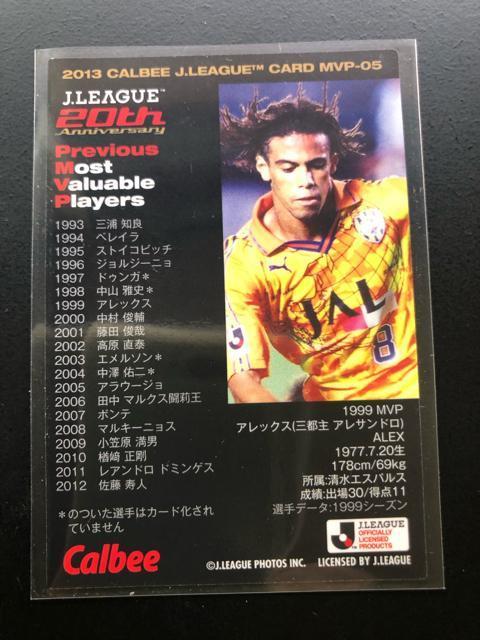 2013 CALBEE J.LEAGUE™ CARD MVP-05
J.LEAGUE™
20th
Anniversary
Previous
Most
Valuable
Players
1993 三浦 知良
1994 ペレイラ
1995 ストイコビッチ
1996 ジョルジーニョ
1997 ドゥンガ*
1998 中山 雅史*
1999 アレックス
2000 中村 俊輔
2001 藤田 俊哉
2002 高原 直泰
2003 エメルソン*
2004 中澤 佑二*
2005 アラウージョ
2006 田中 マルクス闘莉王
2007 ポンテ
2008 マルキーニョス
2009 小笠原 満男
2010 楢﨑 正剛
2011 レアンドロ ドミンゲス
2012 佐藤 寿人
*のついた選手はカード化され
ていません
JAL
8
1999 MVP
アレックス(三都主 アレサンドロ)
ALEX
1977.7.20生
178cm/69kg
所属:清水エスパルス
成績:出場30/得点11
選手データ:1999シーズン
J.LEAGUE
OFFICIALLY
LICENSED
PRODUCTS
Calbee
©J.LEAGUE PHOTOS INC. LICENSED BY J.LEAGUE